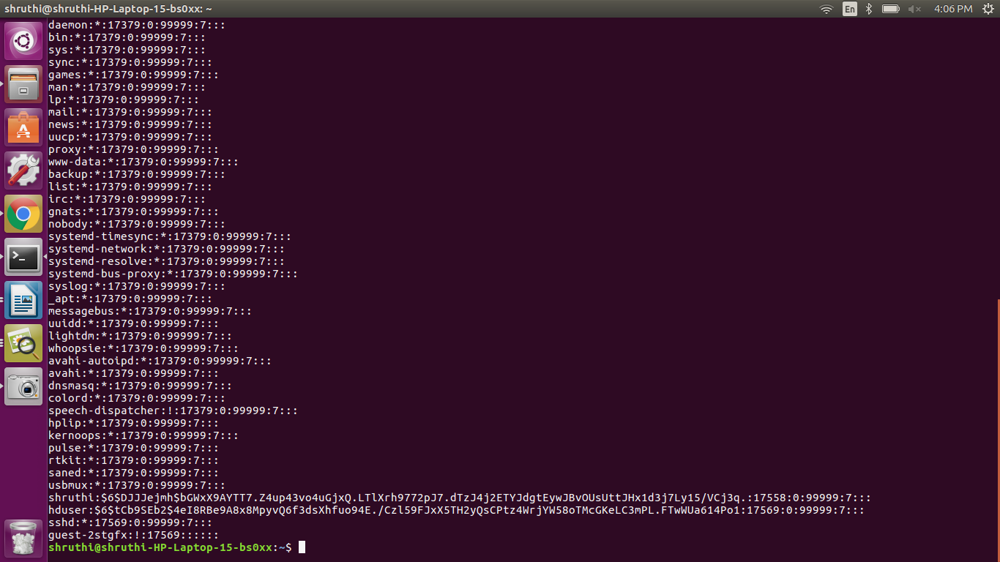 shruthi@shruthi-HP-Laptop-15-bs0xx: ~
En
4:06 PM
daemon:*:17379:0:99999:7:::
bin:*:17379:0:99999:7:::
sys:*:17379:0:99999:7:::
sync:*:17379:0:99999:7:::
games:*:17379:0:99999:7:::
man:*:17379:0:99999:7:::
lp:*:17379:0:99999:7:::
mail:*:17379:0:99999:7:::
news:*:17379:0:99999:7:::
uucp:*:17379:0:99999:7:::
proxy:*:17379:0:99999:7:::
www-data:*:17379:0:99999:7:::
backup:*:17379:0:99999:7:::
list:*:17379:0:99999:7:::
irc:*:17379:0:99999:7:::
gnats:*:17379:0:99999:7:::
nobody:*:17379:0:99999:7:::
systemd-timesync:*:17379:0:99999:7:::
systemd-network:*:17379:0:99999:7:::
systemd-resolve:*:17379:0:99999:7:::
systemd-bus-proxy:*:17379:0:99999:7:::
syslog:*:17379:0:99999:7:::
_apt:*:17379:0:99999:7:::
messagebus:*:17379:0:99999:7:::
uuidd:*:17379:0:99999:7:::
lightdm:*:17379:0:99999:7:::
whoopsie:*:17379:0:99999:7:::
avahi-autoipd:*:17379:0:99999:7:::
avahi:*:17379:0:99999:7:::
dnsmasq:*:17379:0:99999:7:::
colord:*:17379:0:99999:7:::
speech-dispatcher:!:17379:0:99999:7:::
hplip:*:17379:0:99999:7:::
kernoops:*:17379:0:99999:7:::
pulse:*:17379:0:99999:7:::
rtkit:*:17379:0:99999:7:::
saned:*:17379:0:99999:7:::
usbmux:*:17379:0:99999:7:::
shruthi:$6$DJJJejmh$bGWxX9AYTT7.Z4up43vo4uGjxQ.LTlXrh9772pJ7.dTzJ4j2ETYJdgtEywJBvOUsUttJHx1d3j7Ly15/VCj3q.:17558:0:99999:7:::
hduser:$6$tCb9SEb2$4eI8RBe9A8x8MpyvQ6f3dsXhfuo94E./Czl59FJxX5TH2yQsCPtz4WrjYW58oTMcGKeLC3mPL.FTwWUa614Po1:17569:0:99999:7:::
sshd:*:17569:0:99999:7:::
guest-2stgfx:!:17569::::::
shruthi@shruthi-HP-Laptop-15-bs0xx:~$